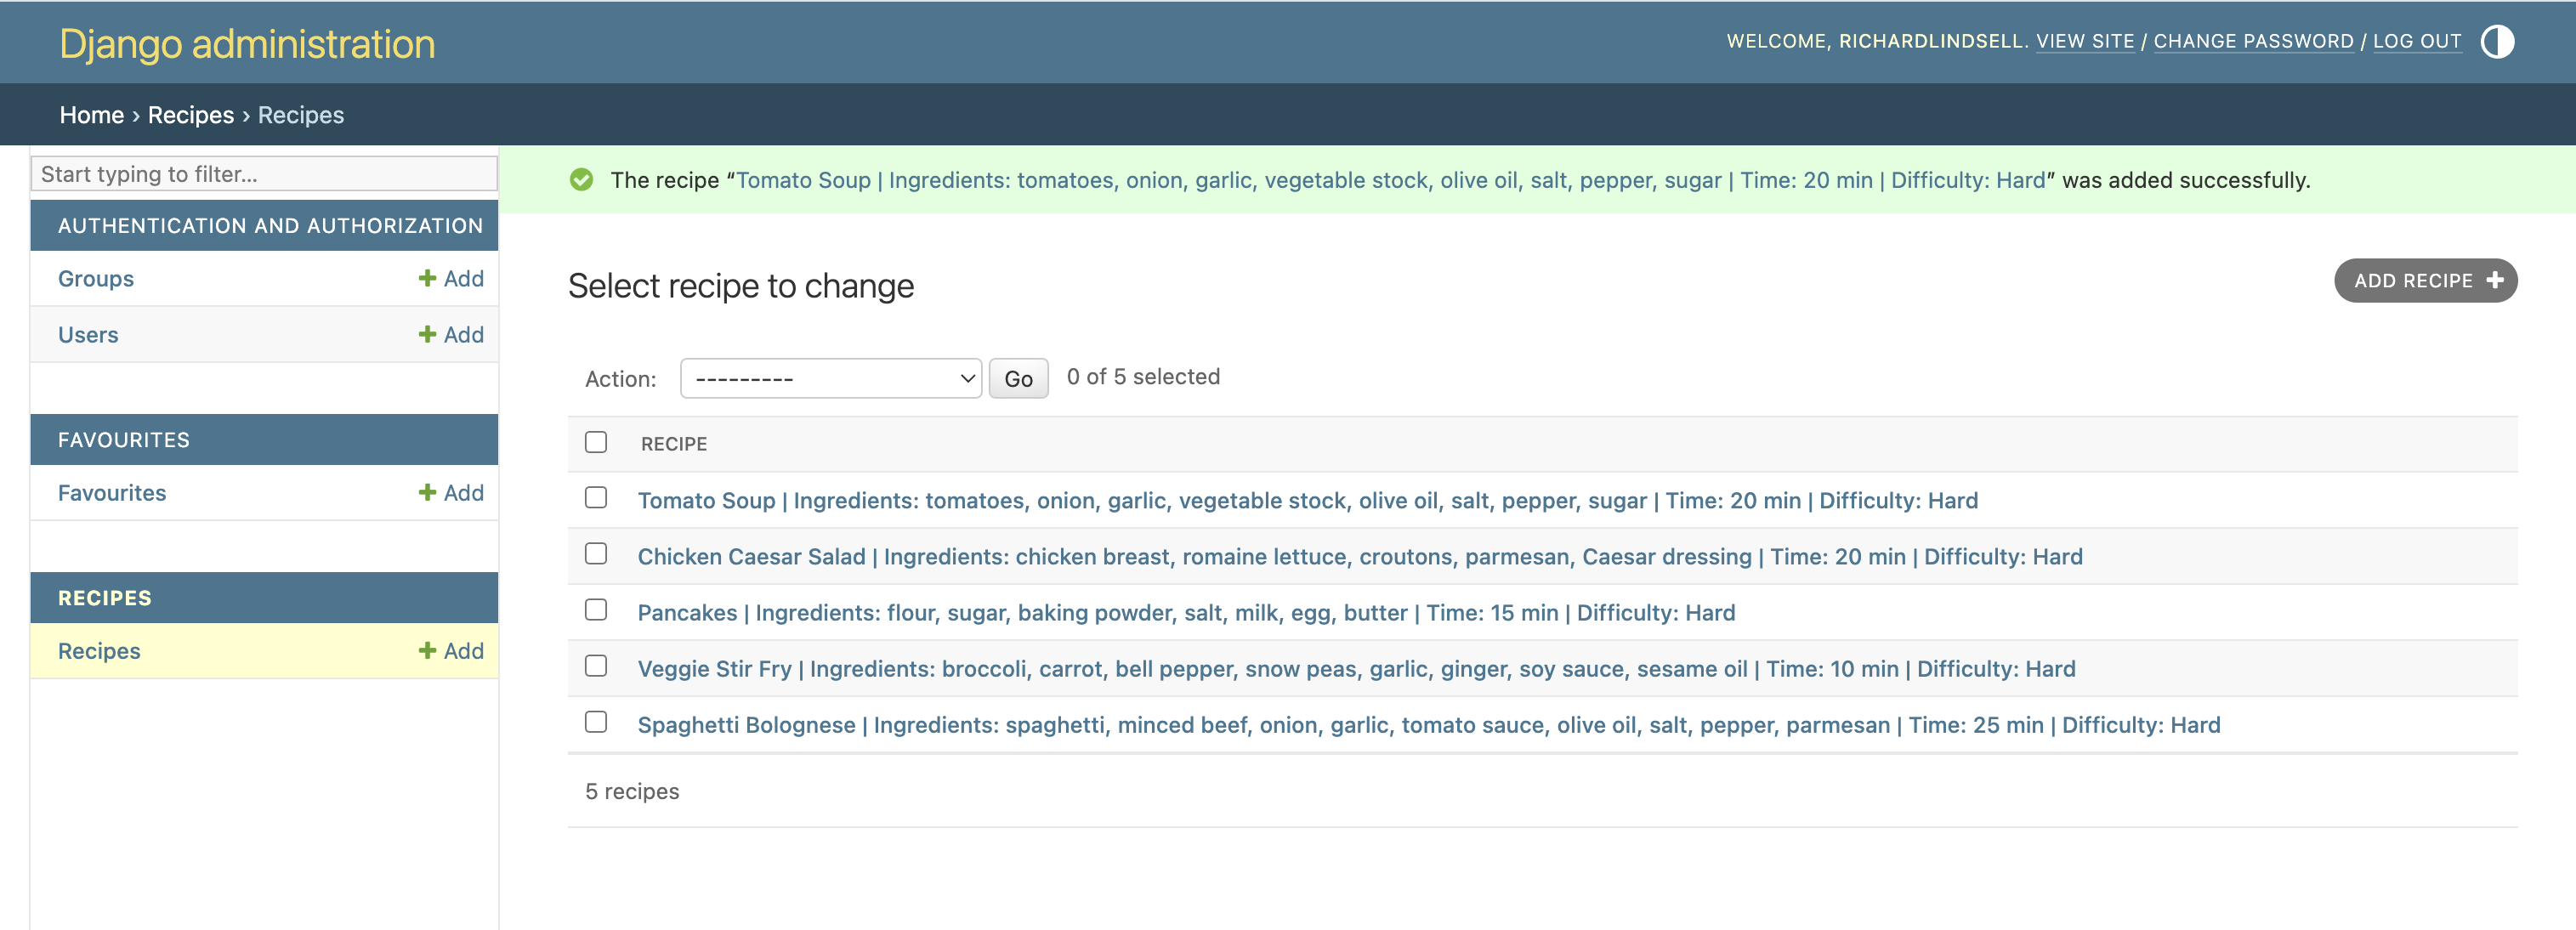 Django administration
WELCOME, RICHARDLINDSELL. VIEW SITE / CHANGE PASSWORD / LOG OUT
Home › Recipes › Recipes
Start typing to filter...
AUTHENTICATION AND AUTHORIZATION
Groups + Add
Users + Add
FAVOURITES
Favourites + Add
RECIPES
Recipes + Add
The recipe “Tomato Soup | Ingredients: tomatoes, onion, garlic, vegetable stock, olive oil, salt, pepper, sugar | Time: 20 min | Difficulty: Hard” was added successfully.
Select recipe to change
ADD RECIPE +
Action: --------- Go 0 of 5 selected
RECIPE
Tomato Soup | Ingredients: tomatoes, onion, garlic, vegetable stock, olive oil, salt, pepper, sugar | Time: 20 min | Difficulty: Hard
Chicken Caesar Salad | Ingredients: chicken breast, romaine lettuce, croutons, parmesan, Caesar dressing | Time: 20 min | Difficulty: Hard
Pancakes | Ingredients: flour, sugar, baking powder, salt, milk, egg, butter | Time: 15 min | Difficulty: Hard
Veggie Stir Fry | Ingredients: broccoli, carrot, bell pepper, snow peas, garlic, ginger, soy sauce, sesame oil | Time: 10 min | Difficulty: Hard
Spaghetti Bolognese | Ingredients: spaghetti, minced beef, onion, garlic, tomato sauce, olive oil, salt, pepper, parmesan | Time: 25 min | Difficulty: Hard
5 recipes